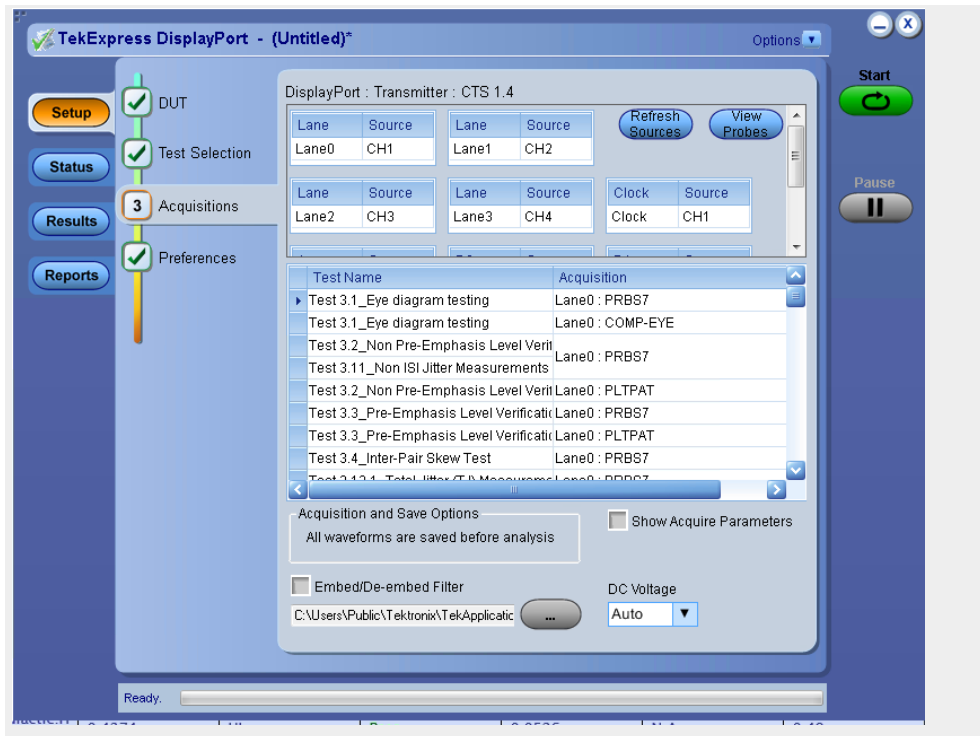 TekExpress DisplayPort - (Untitled)*
Options
Start
Pause
Setup
Status
Results
Reports
DUT
Test Selection
3 Acquisitions
Preferences
DisplayPort : Transmitter : CTS 1.4
Lane Source Lane Source
Lane0 CH1 Lane1 CH2
Refresh Sources
View Probes
Lane Source Lane Source Clock Source
Lane2 CH3 Lane3 CH4 Clock CH1
Test Name Acquisition
Test 3.1_Eye diagram testing Lane0 : PRBS7
Test 3.1_Eye diagram testing Lane0 : COMP-EYE
Test 3.2_Non Pre-Emphasis Level Verif
Lane0 : PRBS7
Test 3.11_Non ISI Jitter Measurements
Test 3.2_Non Pre-Emphasis Level Verif Lane0 : PLTPAT
Test 3.3_Pre-Emphasis Level Verificatio Lane0 : PRBS7
Test 3.3_Pre-Emphasis Level Verificatio Lane0 : PLTPAT
Test 3.4_Inter-Pair Skew Test Lane0 : PRBS7
Acquisition and Save Options
All waveforms are saved before analysis
Show Acquire Parameters
Embed/De-embed Filter
C:\Users\Public\Tektronix\TekApplicatic
...
DC Voltage
Auto
Ready.